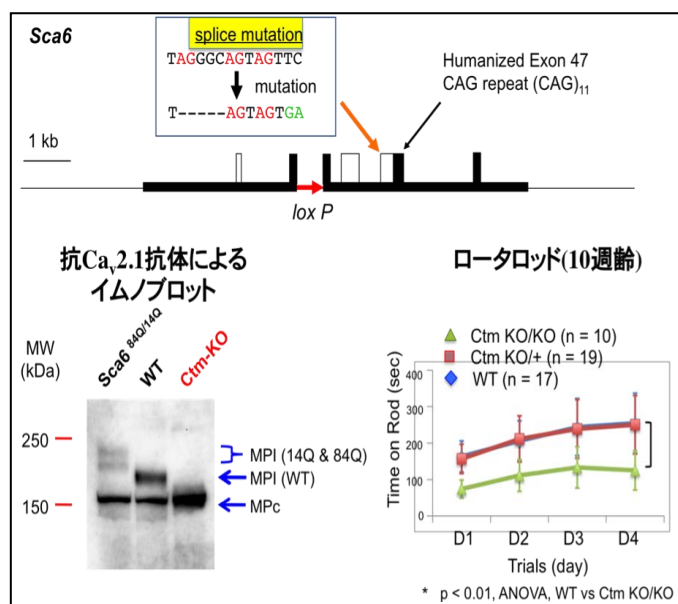 Sca6
splice mutation
TAGGGCAGTAGTTC
mutation
T-----AGTAGTGA
Humanized Exon 47
CAG repeat (CAG)11
1 kb
lox P
抗Cav2.1抗体による
イムノブロット
MW
(kDa)
Sca6 84Q/14Q
WT
Ctm-KO
250
150
MPI (14Q & 84Q)
MPI (WT)
MPc
ロータロッド(10週齢)
Ctm KO/KO (n = 10)
Ctm KO/+ (n = 19)
WT (n = 17)
Time on Rod (sec)
400
300
200
100
0
D1 D2 D3 D4
Trials (day)
* p < 0.01, ANOVA, WT vs Ctm KO/KO